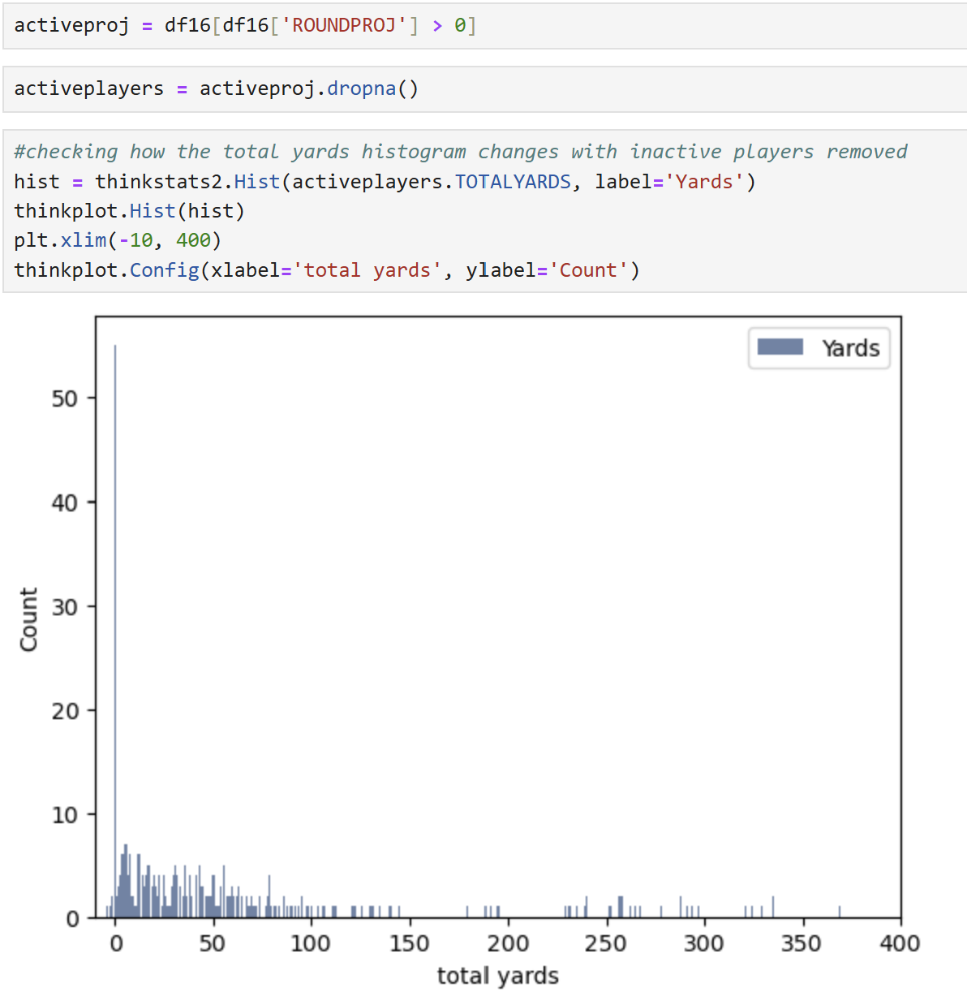 activeproj = df16[df16['ROUNDPROJ'] > 0]
activeplayers = activeproj.dropna()
#checking how the total yards histogram changes with inactive players removed
hist = thinkstats2.Hist(activeplayers.TOTALYARDS, label='Yards')
thinkplot.Hist(hist)
plt.xlim(-10, 400)
thinkplot.Config(xlabel='total yards', ylabel='Count')
Yards
50
40
30
20
10
0
Count
0 50 100 150 200 250 300 350 400
total yards